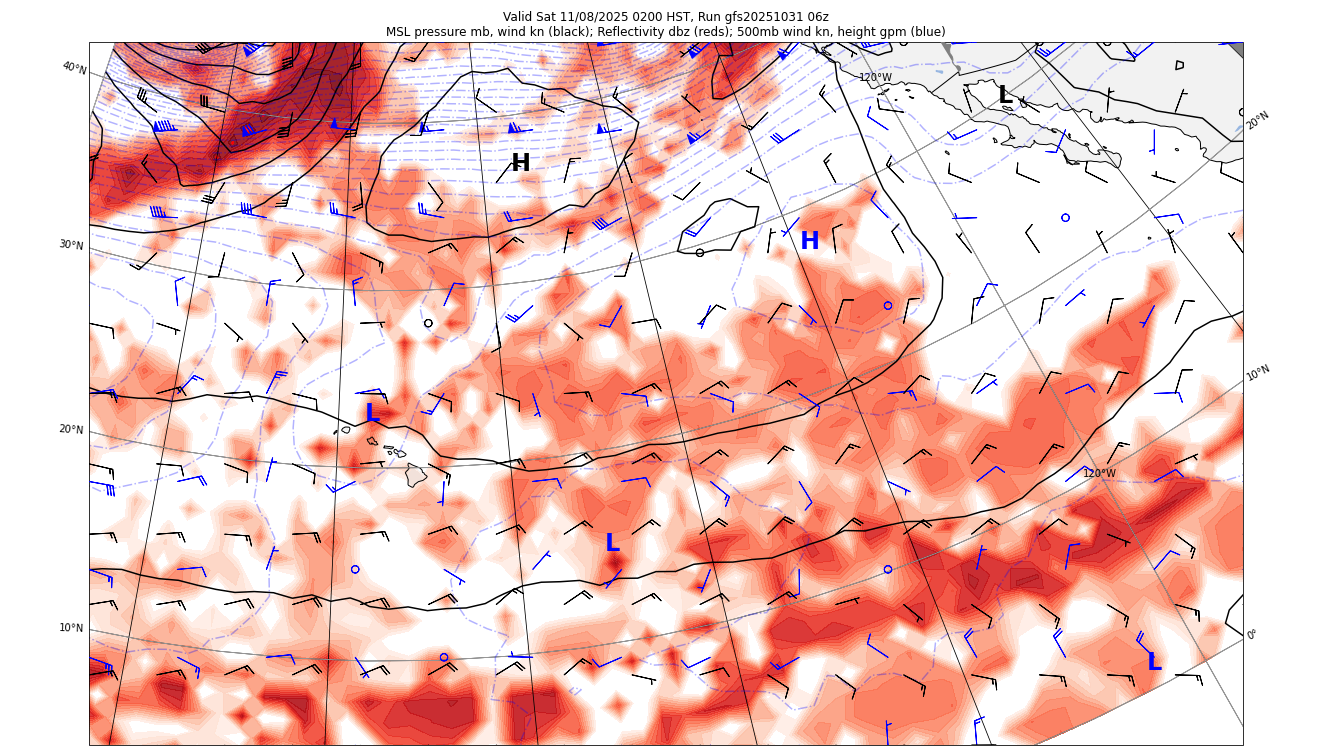 Valid Sat 11/08/2025 0200 HST, Run gfs20251031 06z
MSL pressure mb, wind kn (black); Reflectivity dbz (reds); 500mb wind kn, height gpm (blue)
40°N
120°W
L
20°N
H
30°N
H
10°N
L
20°N
120°W
L
10°N
0°
L